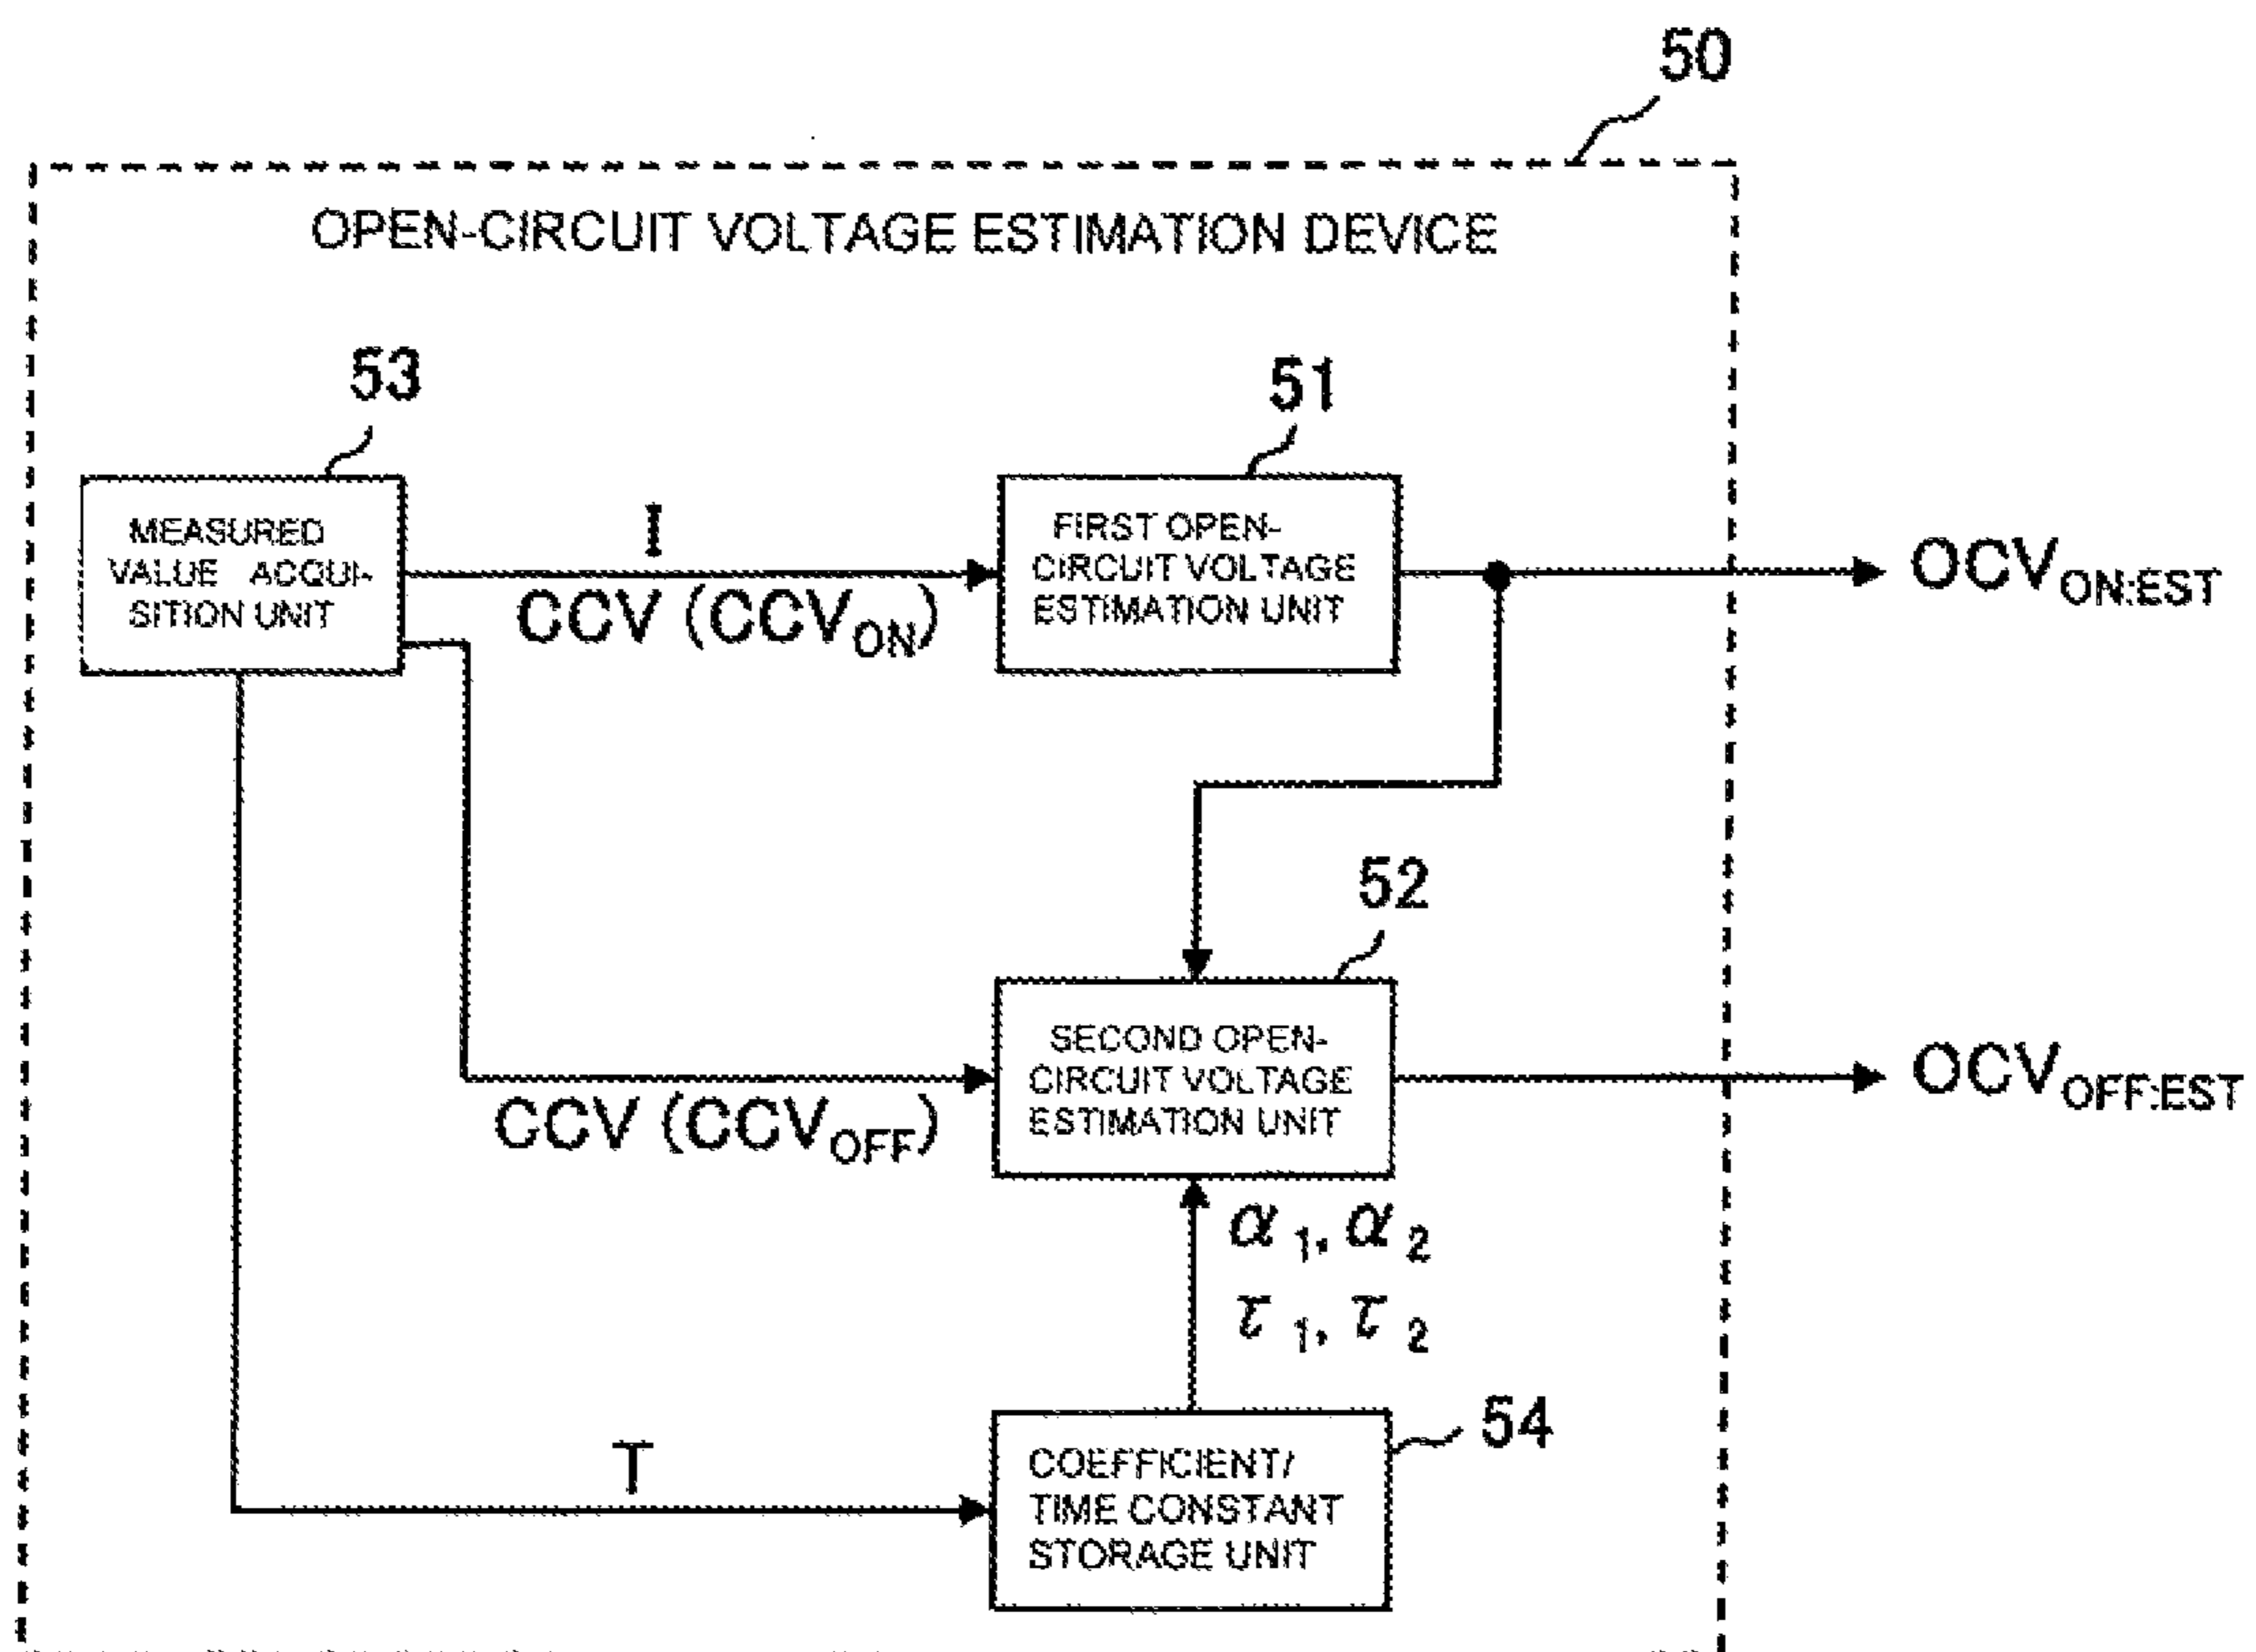 50
OPEN-CIRCUIT VOLTAGE ESTIMATION DEVICE
53
51
MEASURED
VALUE ACQUI-
SITION UNIT
I
CCV (CCVON)
FIRST OPEN-
CIRCUIT VOLTAGE
ESTIMATION UNIT
OCVON:EST
52
CCV (CCVOFF)
SECOND OPEN-
CIRCUIT VOLTAGE
ESTIMATION UNIT
OCVOFF:EST
α1, α2
τ1, τ2
54
T
COEFFICIENT/
TIME CONSTANT
STORAGE UNIT